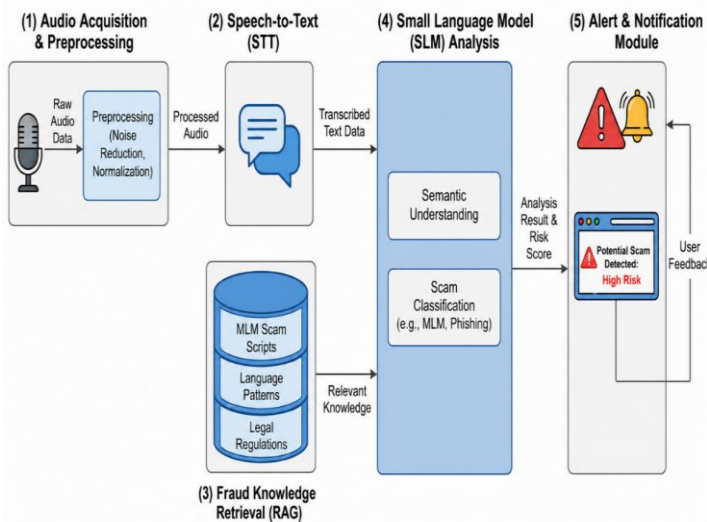 (1) Audio Acquisition
& Preprocessing
(2) Speech-to-Text
(STT)
(4) Small Language Model
(SLM) Analysis
(5) Alert & Notification
Module
Raw
Audio
Data
Preprocessing
(Noise
Reduction,
Normalization)
Processed
Audio
Transcribed
Text Data
Semantic
Understanding
Scam
Classification
(e.g., MLM, Phishing)
Analysis
Result &
Risk
Score
Potential Scam
Detected:
High Risk
User
Feedback
MLM Scam
Scripts
Language
Patterns
Legal
Regulations
Relevant
Knowledge
(3) Fraud Knowledge
Retrieval (RAG)